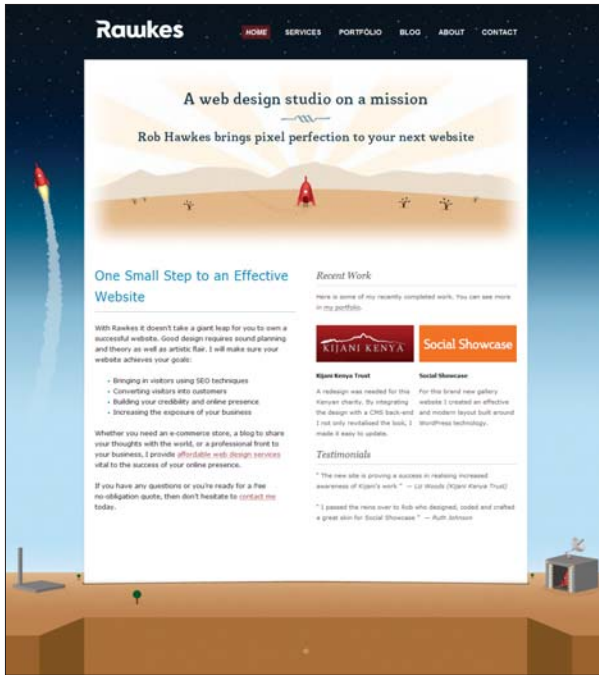 Rawkes
HOME SERVICES PORTFOLIO BLOG ABOUT CONTACT
A web design studio on a mission
Rob Hawkes brings pixel perfection to your next website
One Small Step to an Effective
Website
With Rawkes it doesn't take a giant leap for you to own a
successful website. Good design requires sound planning
and theory as well as artistic flair. I will make sure your
website achieves your goals:
Bringing in visitors using SEO techniques
Converting visitors into customers
Building your credibility and online presence
Increasing the exposure of your business
Whether you need an e-commerce store, a blog to share
your thoughts with the world, or a professional front to
your business, I provide affordable web design services
vital to the success of your online presence.
If you have any questions or you're ready for a free
no-obligation quote, then don't hesitate to contact me
today.
Recent Work
Here is some of my recently completed work. You can see more
in my portfolio.
KIJANI KENYA
Kijani Kenya Trust
A redesign was needed for this
Kenyan charity. By integrating
the design with a CMS back-end
I not only revitalised the look, I
made it easy to update.
Social Showcase
Social Showcase
For this brand new gallery
website I created an effective
and modern layout built around
WordPress technology.
Testimonials
" The new site is proving a success in realising increased
awareness of Kijani's work " — Liz Woods (Kijani Kenya Trust)
" I passed the reins over to Rob who designed, coded and crafted
a great skin for Social Showcase " — Ruth Johnson